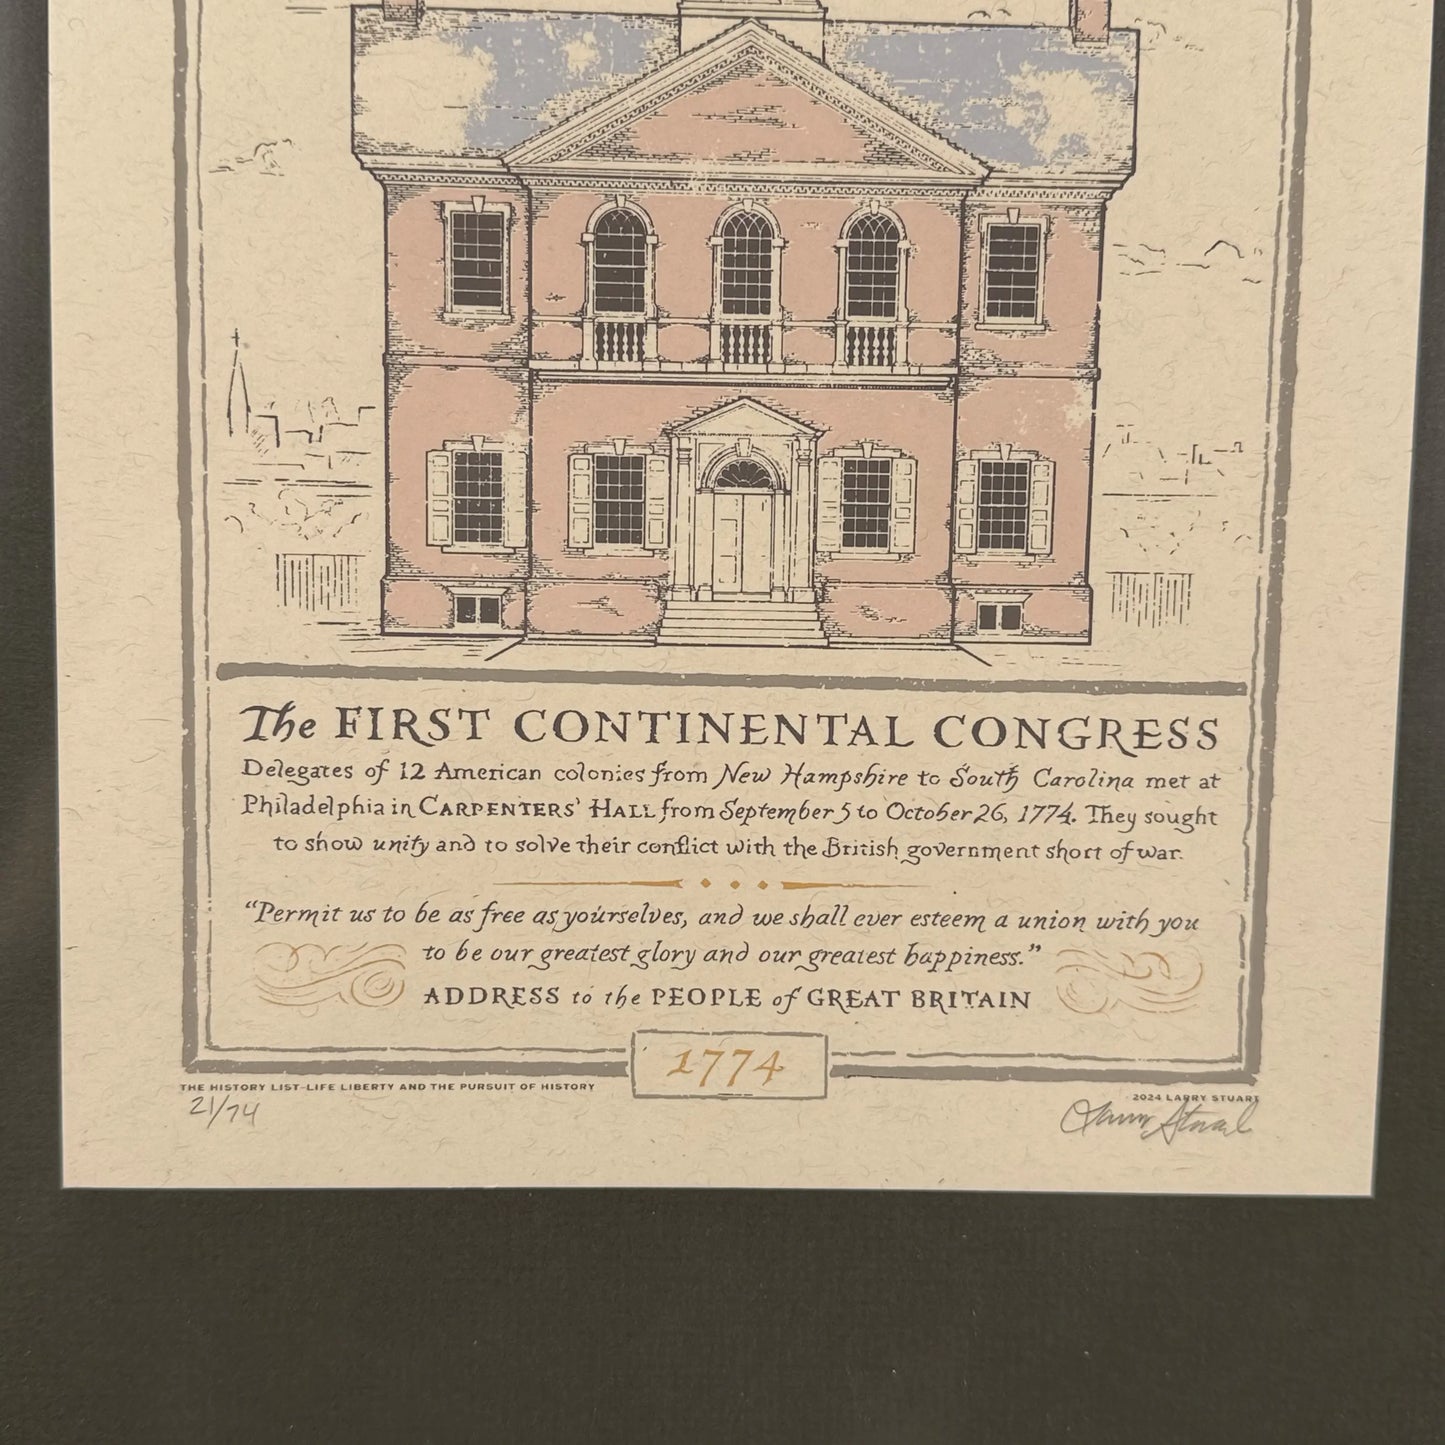 The FIRST CONTINENTAL CONGRESS
Delegates of 12 American colonies from New Hampshire to South Carolina met at
Philadelphia in CARPENTERS' HALL from September 5 to October 26, 1774. They sought
to show unity and to solve their conflict with the British government short of war.
“Permit us to be as free as yourselves, and we shall ever esteem a union with you
to be our greatest glory and our greatest happiness.”
ADDRESS to the PEOPLE of GREAT BRITAIN
1774
THE HISTORY LIST–LIFE LIBERTY AND THE PURSUIT OF HISTORY
2024 LARRY STUART
21/74
Larry Stuart